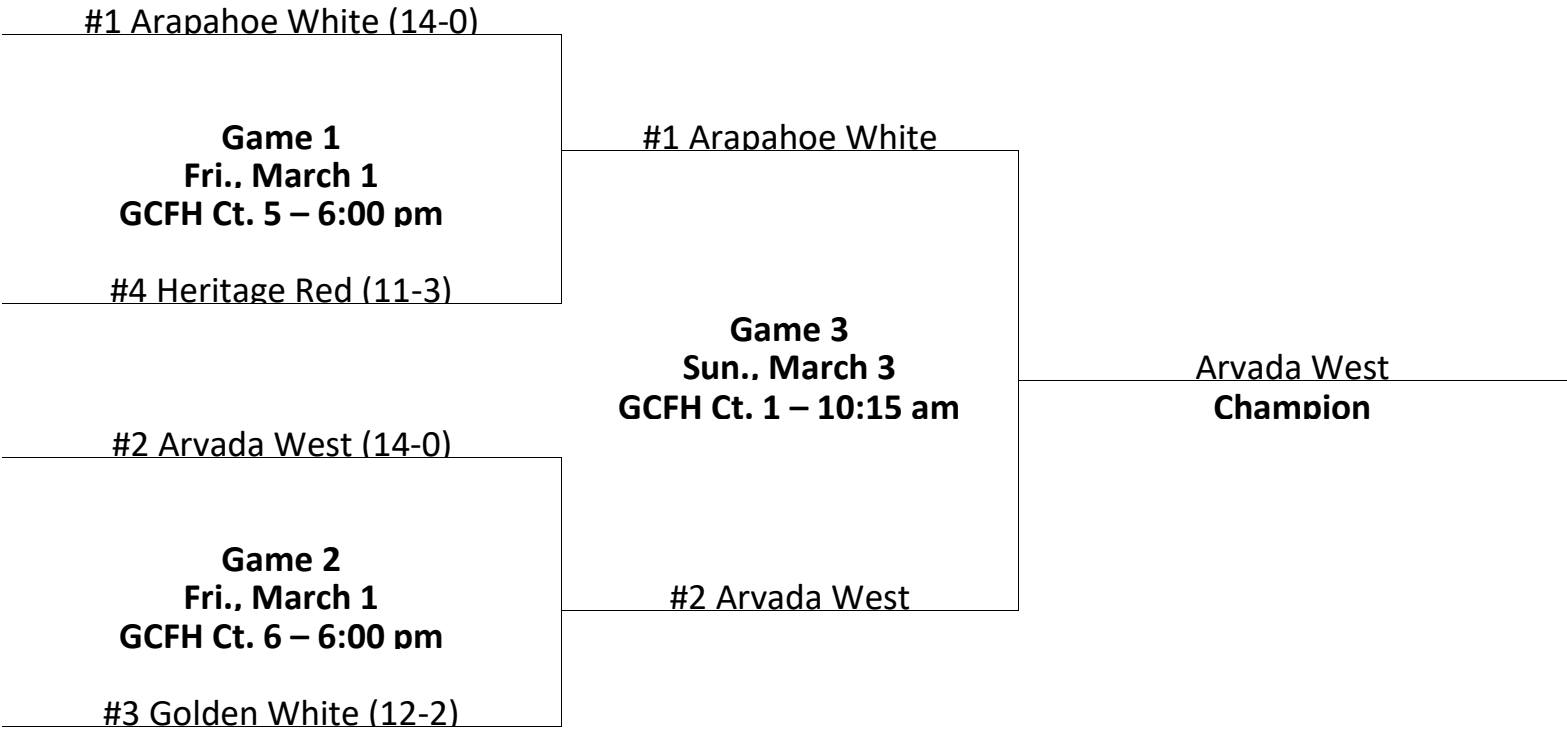 #1 Arapahoe White (14-0)
Game 1
Fri., March 1
GCFH Ct. 5 – 6:00 pm
#4 Heritage Red (11-3)
#2 Arvada West (14-0)
Game 2
Fri., March 1
GCFH Ct. 6 – 6:00 pm
#3 Golden White (12-2)
#1 Arapahoe White
Game 3
Sun., March 3
GCFH Ct. 1 – 10:15 am
#2 Arvada West
Arvada West
Champion